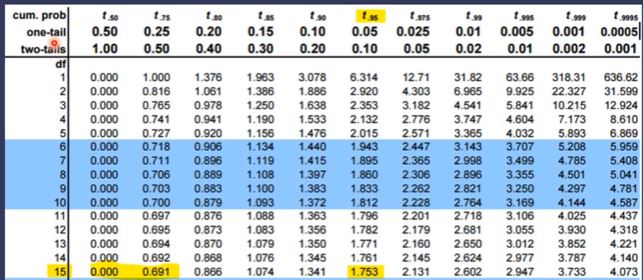 cum. prob t.50 t.75 t.80 t.85 t.90 t.95 t.975 t.99 t.995 t.999 t.9995
one-tail 0.50 0.25 0.20 0.15 0.10 0.05 0.025 0.01 0.005 0.001 0.0005
two-tails 1.00 0.50 0.40 0.30 0.20 0.10 0.05 0.02 0.01 0.002 0.001
df
1 0.000 1.000 1.376 1.963 3.078 6.314 12.71 31.82 63.66 318.31 636.62
2 0.000 0.816 1.061 1.386 1.886 2.920 4.303 6.965 9.925 22.327 31.599
3 0.000 0.765 0.978 1.250 1.638 2.353 3.182 4.541 5.841 10.215 12.924
4 0.000 0.741 0.941 1.190 1.533 2.132 2.776 3.747 4.604 7.173 8.610
5 0.000 0.727 0.920 1.156 1.476 2.015 2.571 3.365 4.032 5.893 6.869
6 0.000 0.718 0.906 1.134 1.440 1.943 2.447 3.143 3.707 5.208 5.959
7 0.000 0.711 0.896 1.119 1.415 1.895 2.365 2.998 3.499 4.785 5.408
8 0.000 0.706 0.889 1.108 1.397 1.860 2.306 2.896 3.355 4.501 5.041
9 0.000 0.703 0.883 1.100 1.383 1.833 2.262 2.821 3.250 4.297 4.781
10 0.000 0.700 0.879 1.093 1.372 1.812 2.228 2.764 3.169 4.144 4.587
11 0.000 0.697 0.876 1.088 1.363 1.796 2.201 2.718 3.106 4.025 4.437
12 0.000 0.695 0.873 1.083 1.356 1.782 2.179 2.681 3.055 3.930 4.318
13 0.000 0.694 0.870 1.079 1.350 1.771 2.160 2.650 3.012 3.852 4.221
14 0.000 0.692 0.868 1.076 1.345 1.761 2.145 2.624 2.977 3.787 4.140
15 0.000 0.691 0.866 1.074 1.341 1.753 2.131 2.602 2.947 3.733 4.073